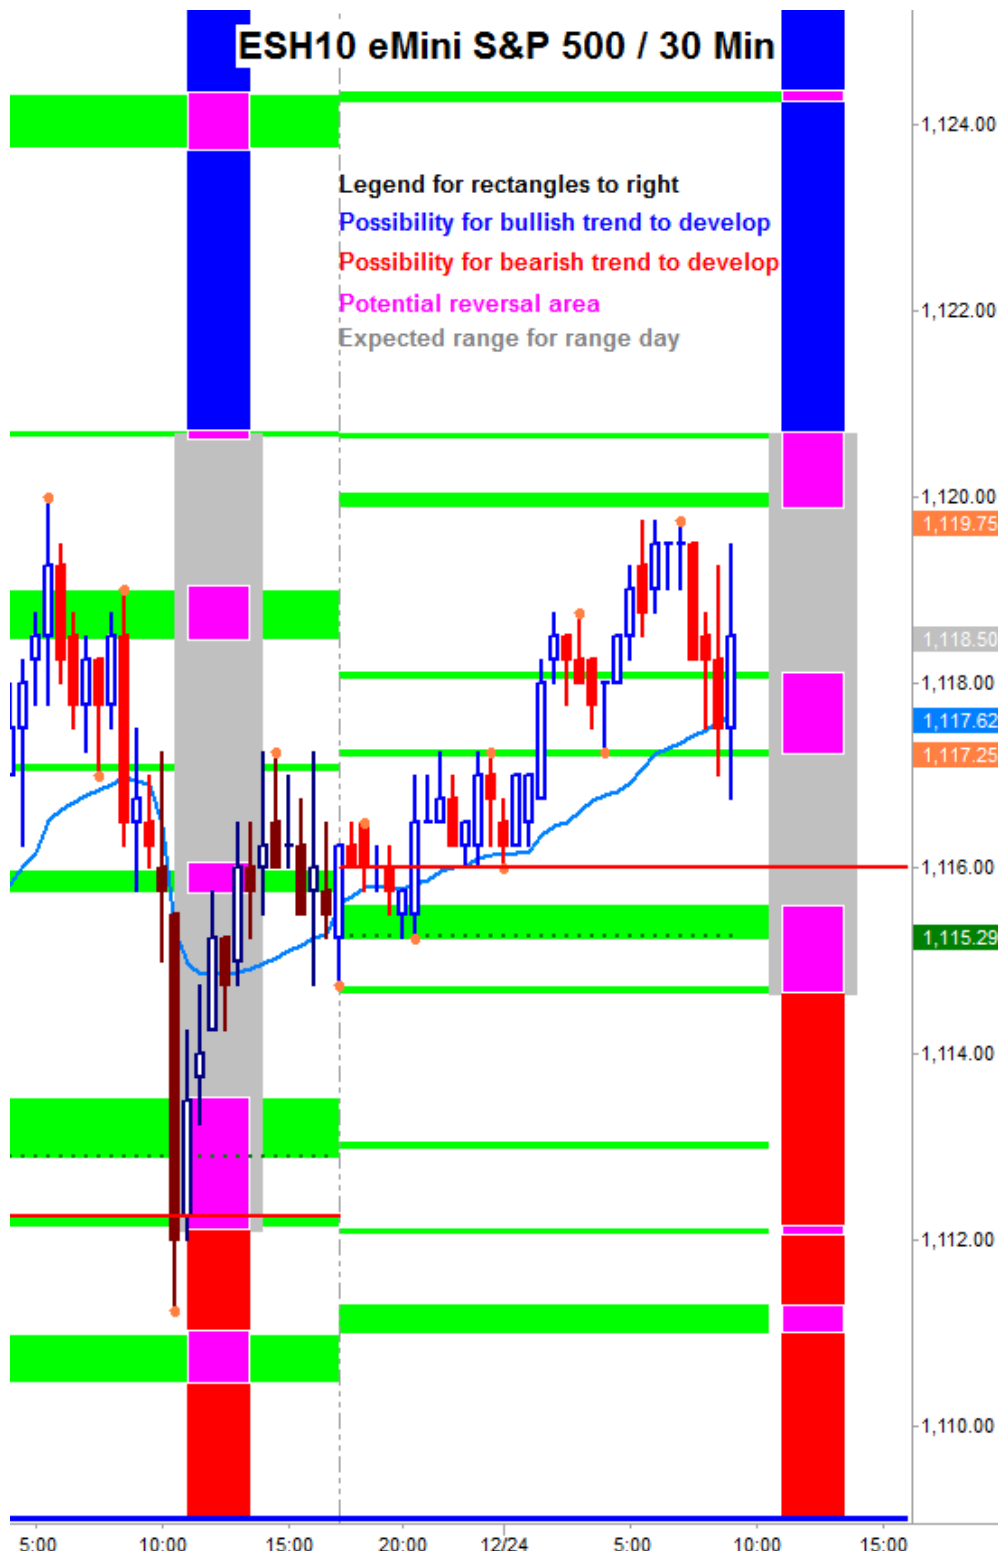 ESH10 eMini S&P 500 / 30 Min
1,124.00
Legend for rectangles to right
Possibility for bullish trend to develop
Possibility for bearish trend to develop
Potential reversal area
1,122.00
Expected range for range day
1,120.00
1,119.75
1,118.50
1,118.00
1,117.62
1,117.25
1,116.00
1,115.29
1,114.00
1,112.00
1,110.00
5:00 10:00 15:00 20:00 12/24 5:00 10:00 15:00